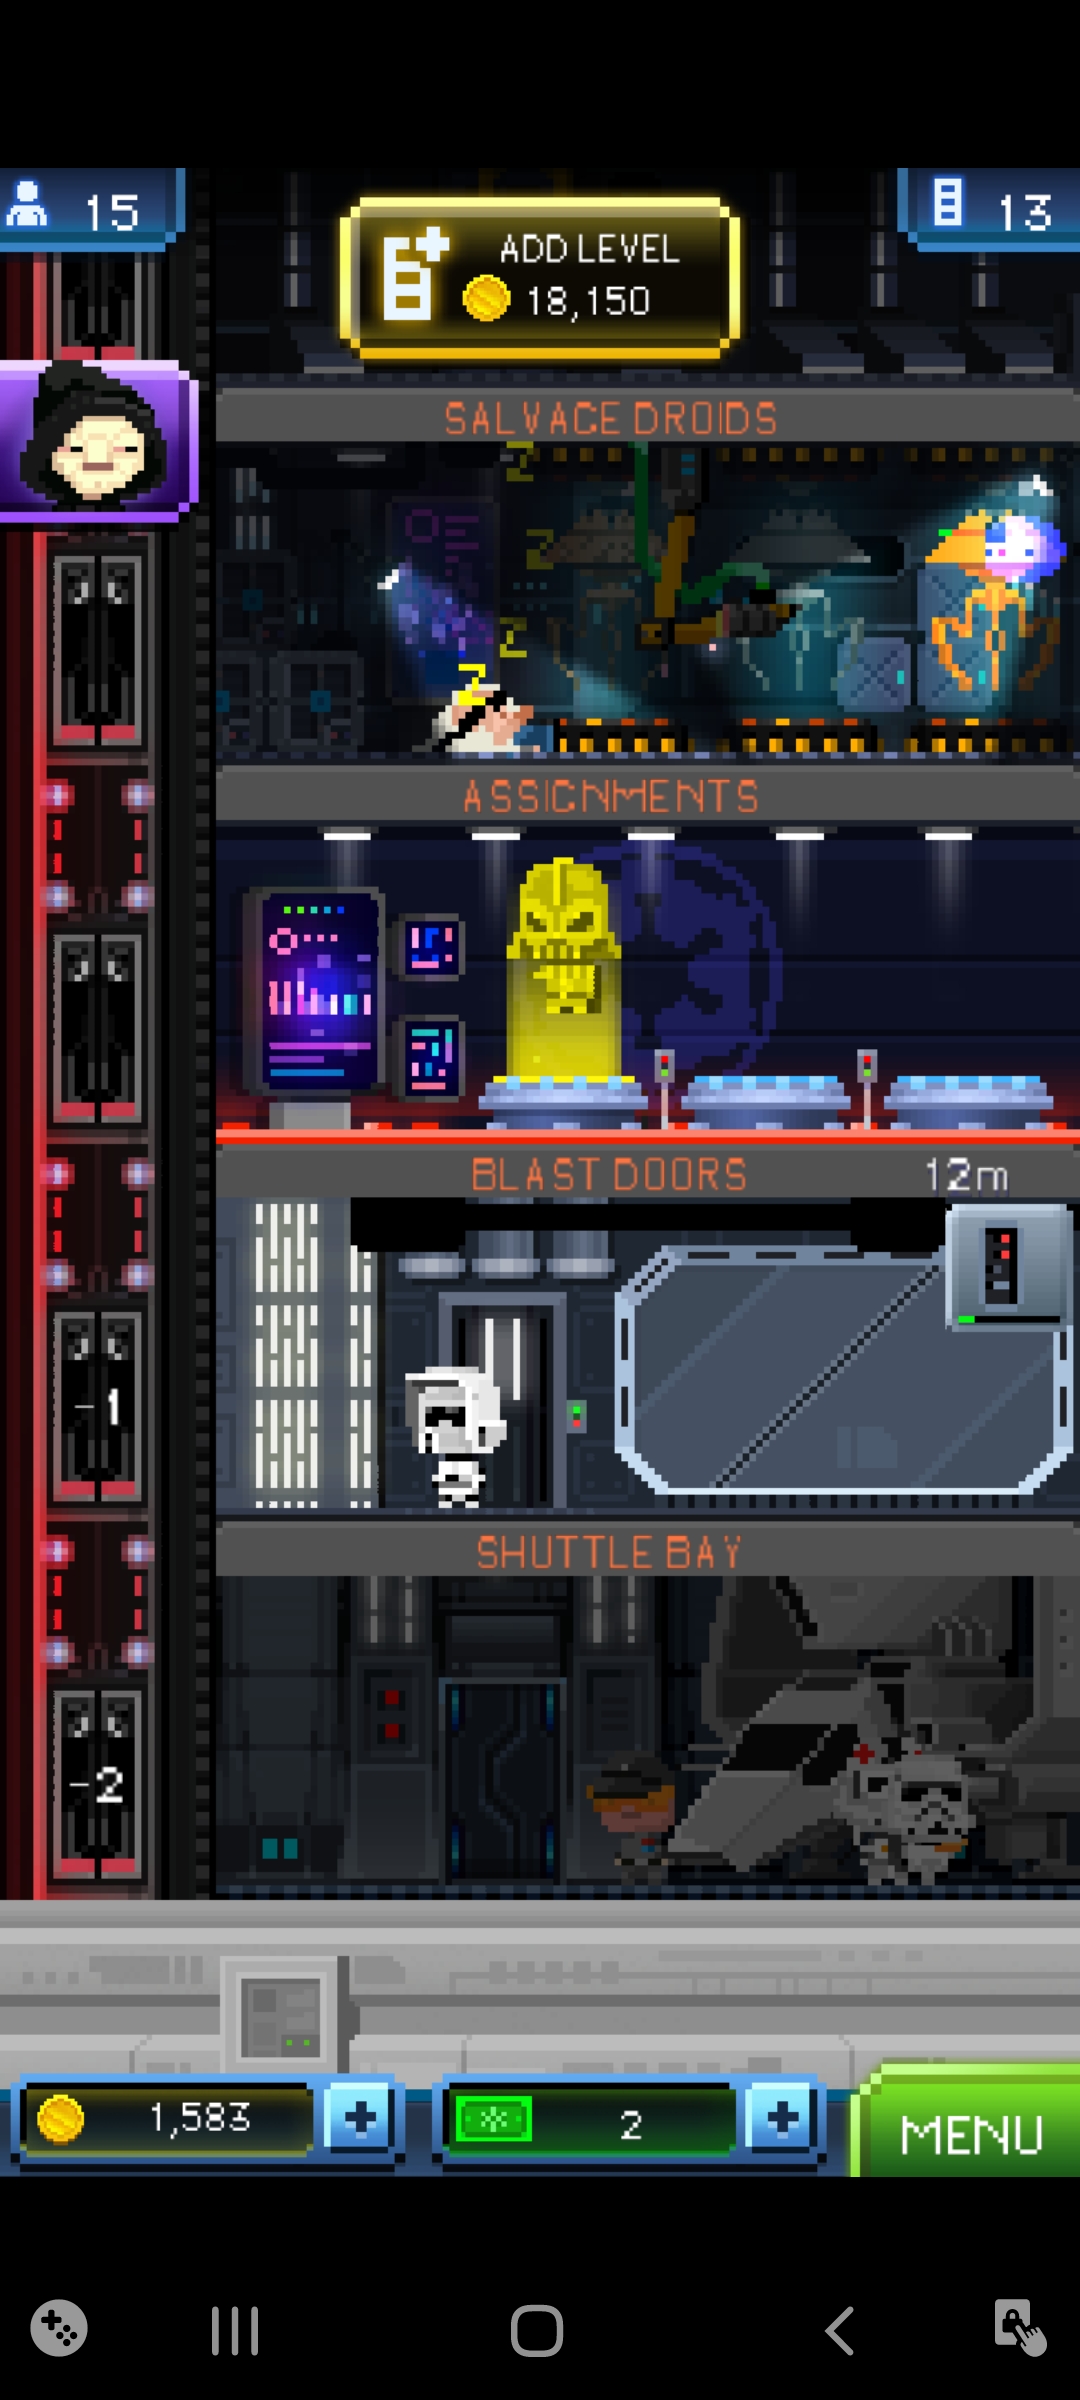 15
ADD LEVEL
18,150
13
SALVAGE DROIDS
Z
Z
Z
Z
ASSIGNMENTS
BLAST DOORS
12m
-1
SHUTTLE BAY
-2
1,583
2
MENU